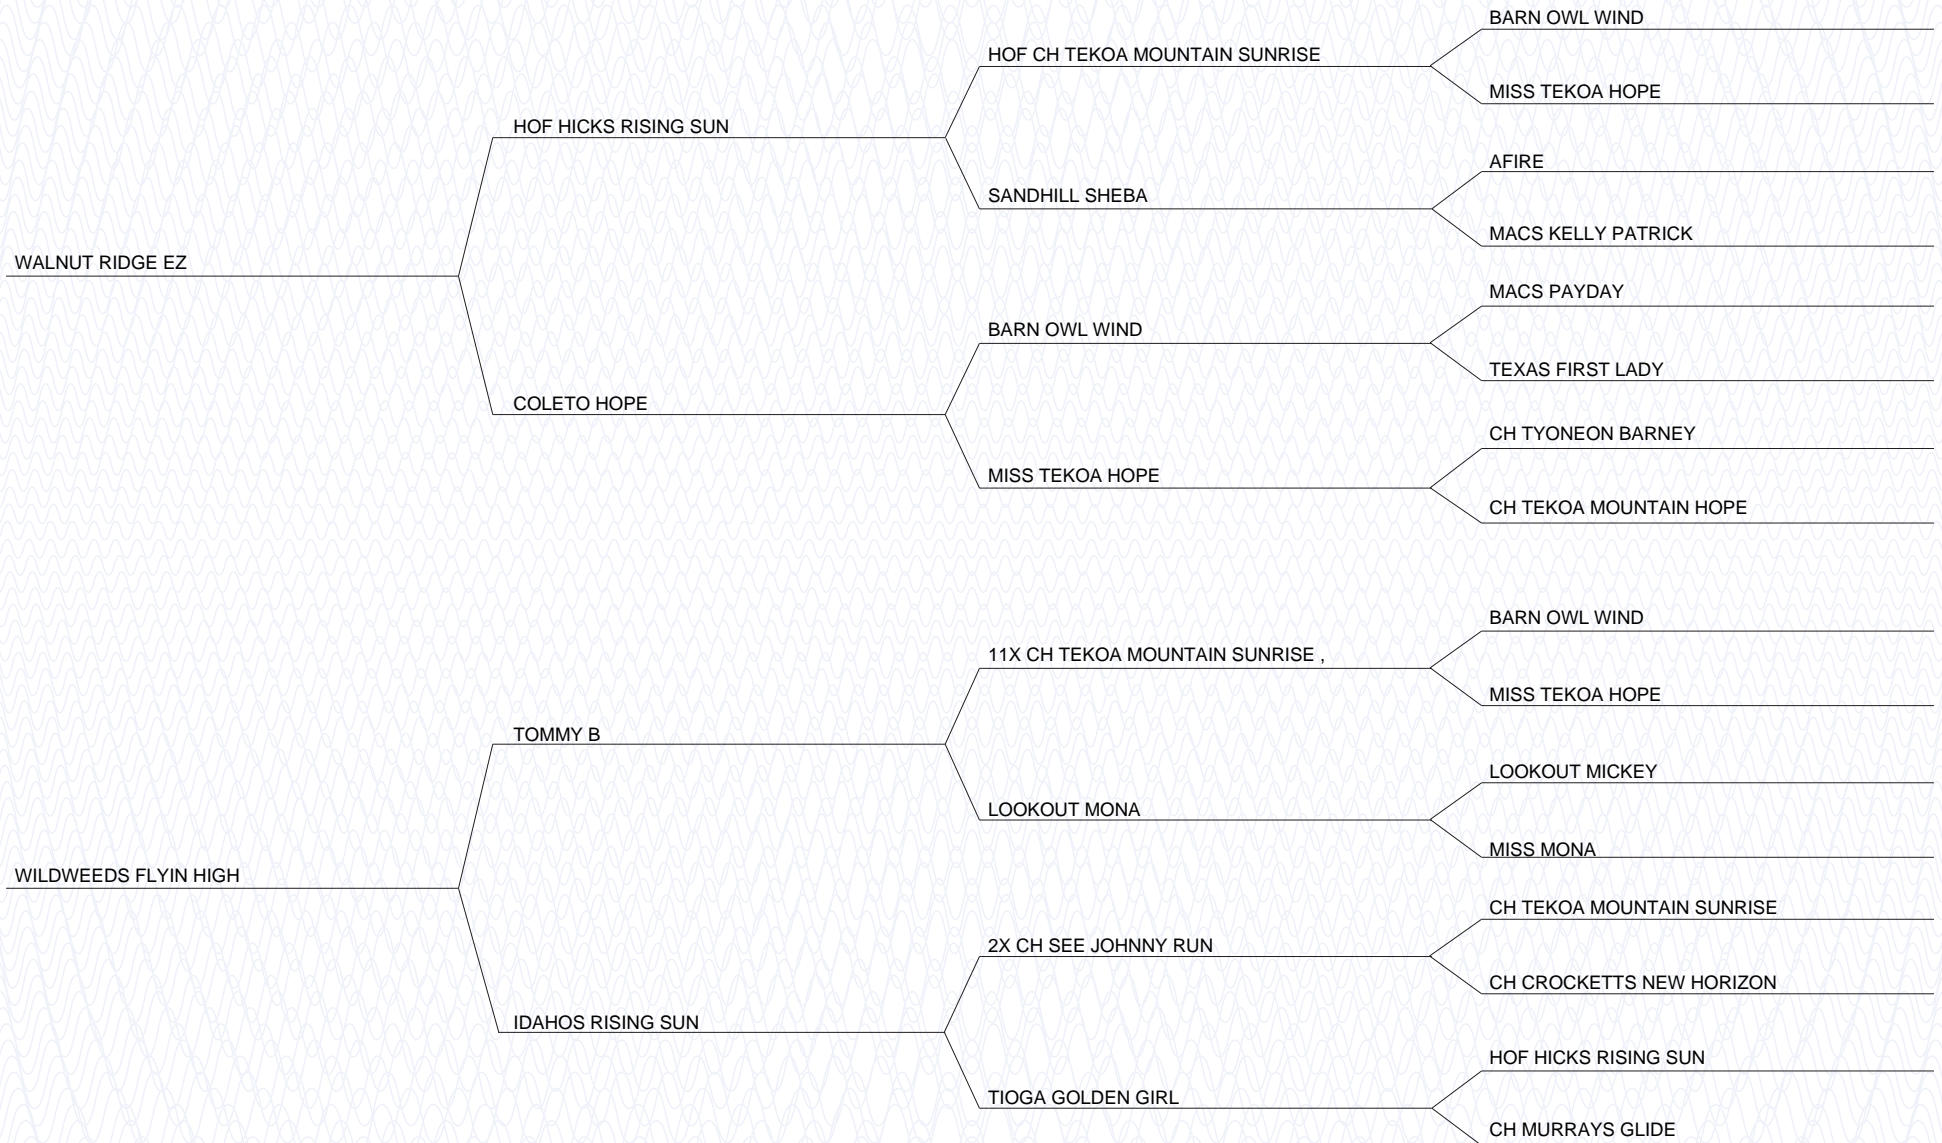 BARN OWL WIND
HOF CH TEKOA MOUNTAIN SUNRISE
MISS TEKOA HOPE
HOF HICKS RISING SUN
AFIRE
SANDHILL SHEBA
MACS KELLY PATRICK
WALNUT RIDGE EZ
MACS PAYDAY
BARN OWL WIND
TEXAS FIRST LADY
COLETO HOPE
CH TYONEON BARNEY
MISS TEKOA HOPE
CH TEKOA MOUNTAIN HOPE
BARN OWL WIND
11X CH TEKOA MOUNTAIN SUNRISE ,
MISS TEKOA HOPE
TOMMY B
LOOKOUT MICKEY
LOOKOUT MONA
MISS MONA
WILDWEEDS FLYIN HIGH
CH TEKOA MOUNTAIN SUNRISE
2X CH SEE JOHNNY RUN
CH CROCKETTS NEW HORIZON
IDAHOS RISING SUN
HOF HICKS RISING SUN
TIOGA GOLDEN GIRL
CH MURRAYS GLIDE